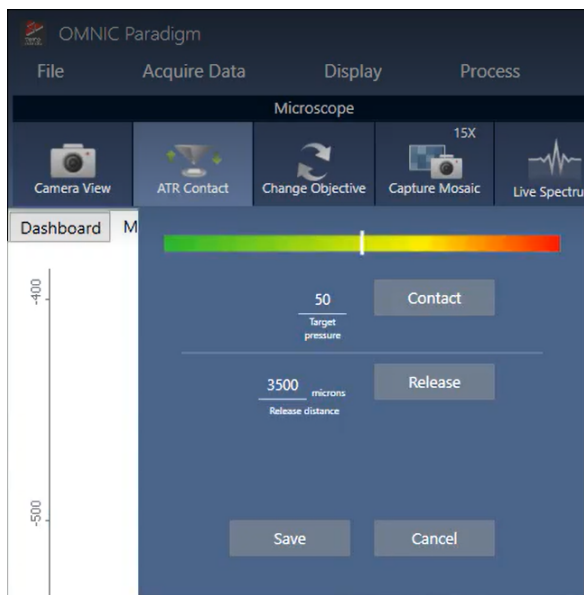 OMNIC Paradigm
File Acquire Data Display Process
Microscope
15X
Camera View ATR Contact Change Objective Capture Mosaic Live Spectru
Dashboard M
-400
50 Contact
Target
pressure
3500 microns Release
Release distance
-500
Save Cancel